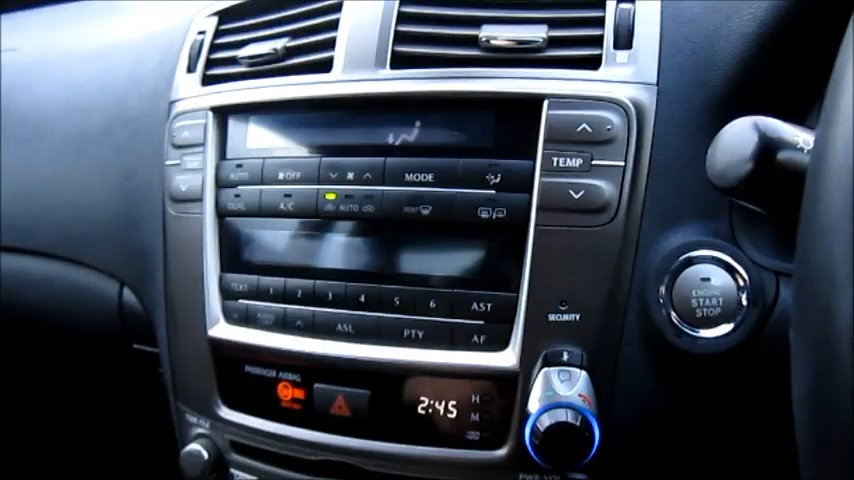 AUTO OFF MODE
TEMP
DUAL A/C AUTO
ENGINE
START
STOP
TEXT 1 2 3 4 5 6 AST
ASL PTY AF
SECURITY
PASSENGER AIRBAG
2:45 H
M
:00